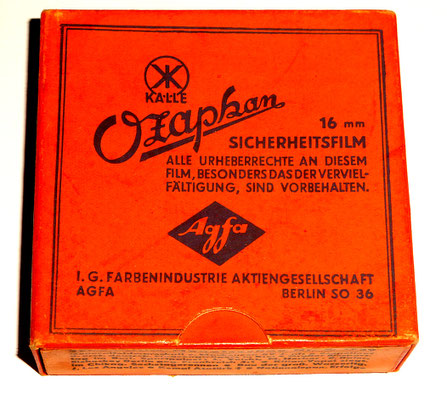 KALLE
Ozaphan
16 mm
SICHERHEITSFILM
ALLE URHEBERRECHTE AN DIESEM
FILM, BESONDERS DAS DER VERVIEL-
FÄLTIGUNG, SIND VORBEHALTEN.
Agfa
I. G. FARBENINDUSTRIE AKTIENGESELLSCHAFT
AGFA BERLIN SO 36